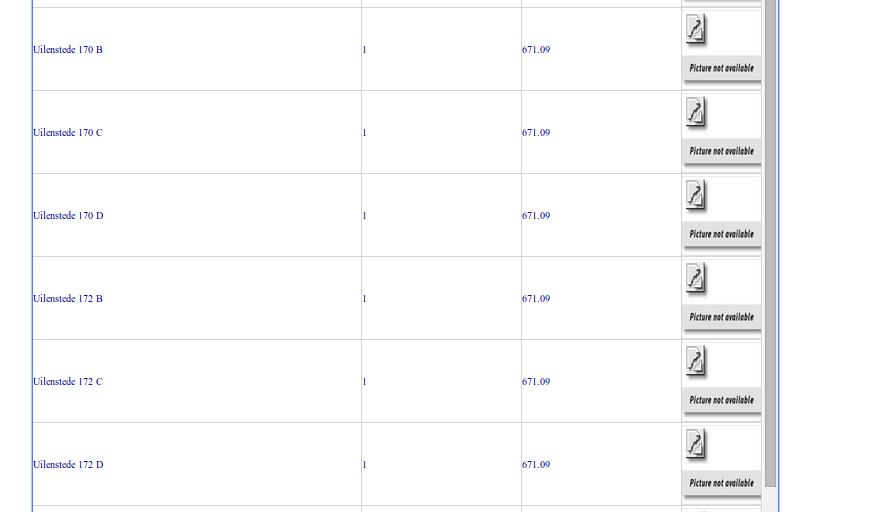 Uilenstede 170 B
1
671.09
Picture not available
Uilenstede 170 C
1
671.09
Picture not available
Uilenstede 170 D
1
671.09
Picture not available
Uilenstede 172 B
1
671.09
Picture not available
Uilenstede 172 C
1
671.09
Picture not available
Uilenstede 172 D
1
671.09
Picture not available